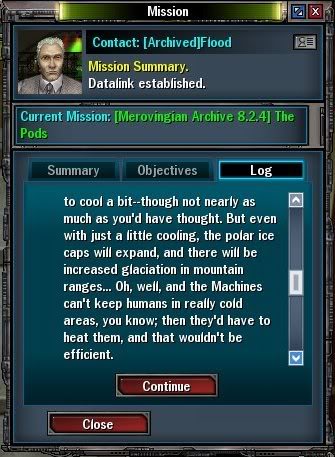 Mission
Contact: [Archived]Flood
Mission Summary.
Datalink established.
Current Mission: [Merovingian Archive 8.2.4] The
Pods
Summary
Objectives
Log
to cool a bit--though not nearly as
much as you'd have thought. But even
with just a little cooling, the polar ice
caps will expand, and there will be
increased glaciation in mountain
ranges... Oh, well, and the Machines
can't keep humans in really cold
areas, you know; then they'd have to
heat them, and that wouldn't be
efficient.
Continue
Close